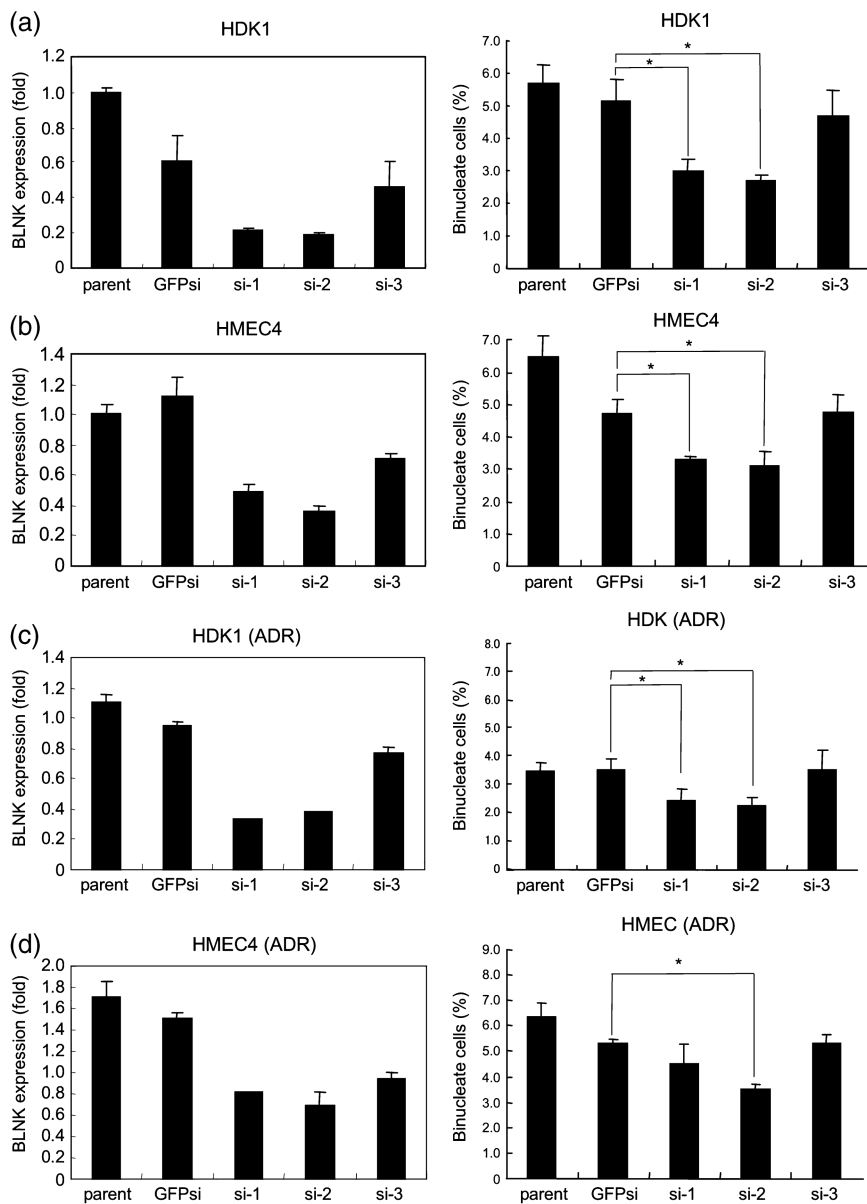 (a)
HDK1
BLNK expression (fold)
1.2
1.0
0.8
0.6
0.4
0.2
0
parent GFPsi si-1 si-2 si-3
HDK1
Binucleate cells (%)
7.0
6.0
5.0
4.0
3.0
2.0
1.0
0
* *
parent GFPsi si-1 si-2 si-3
(b)
HMEC4
BLNK expression (fold)
1.4
1.2
1.0
0.8
0.6
0.4
0.2
0
parent GFPsi si-1 si-2 si-3
HMEC4
Binucleate cells (%)
7.0
6.0
5.0
4.0
3.0
2.0
1.0
0
* *
parent GFPsi si-1 si-2 si-3
(c)
HDK1 (ADR)
BLNK expression (fold)
1.4
1.2
1.0
0.8
0.6
0.4
0.2
0
parent GFPsi si-1 si-2 si-3
HDK (ADR)
Binucleate cells (%)
8.0
7.0
6.0
5.0
4.0
3.0
2.0
1.0
0
* *
parent GFPsi si-1 si-2 si-3
(d)
HMEC4 (ADR)
BLNK expression (fold)
2.0
1.8
1.6
1.4
1.2
1.0
0.8
0.6
0.4
0.2
0
parent GFPsi si-1 si-2 si-3
HMEC (ADR)
Binucleate cells (%)
9.0
8.0
7.0
6.0
5.0
4.0
3.0
2.0
1.0
0
*
parent GFPsi si-1 si-2 si-3